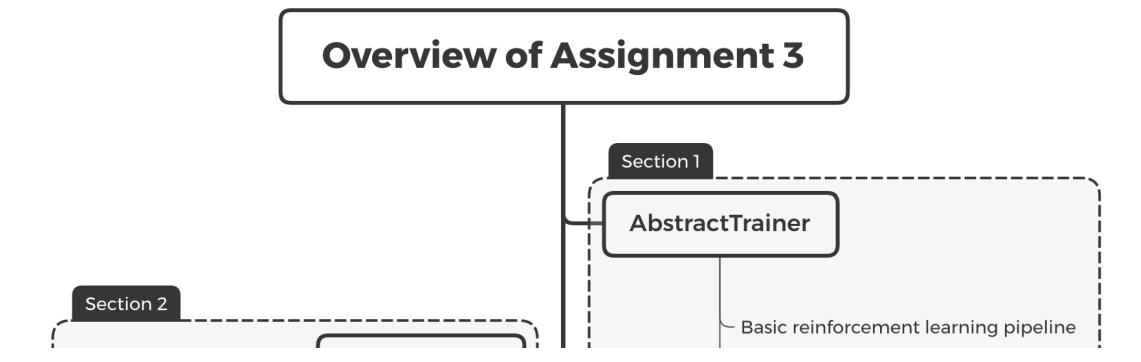 Overview of Assignment 3
Section 1
AbstractTrainer
Section 2
Basic reinforcement learning pipeline